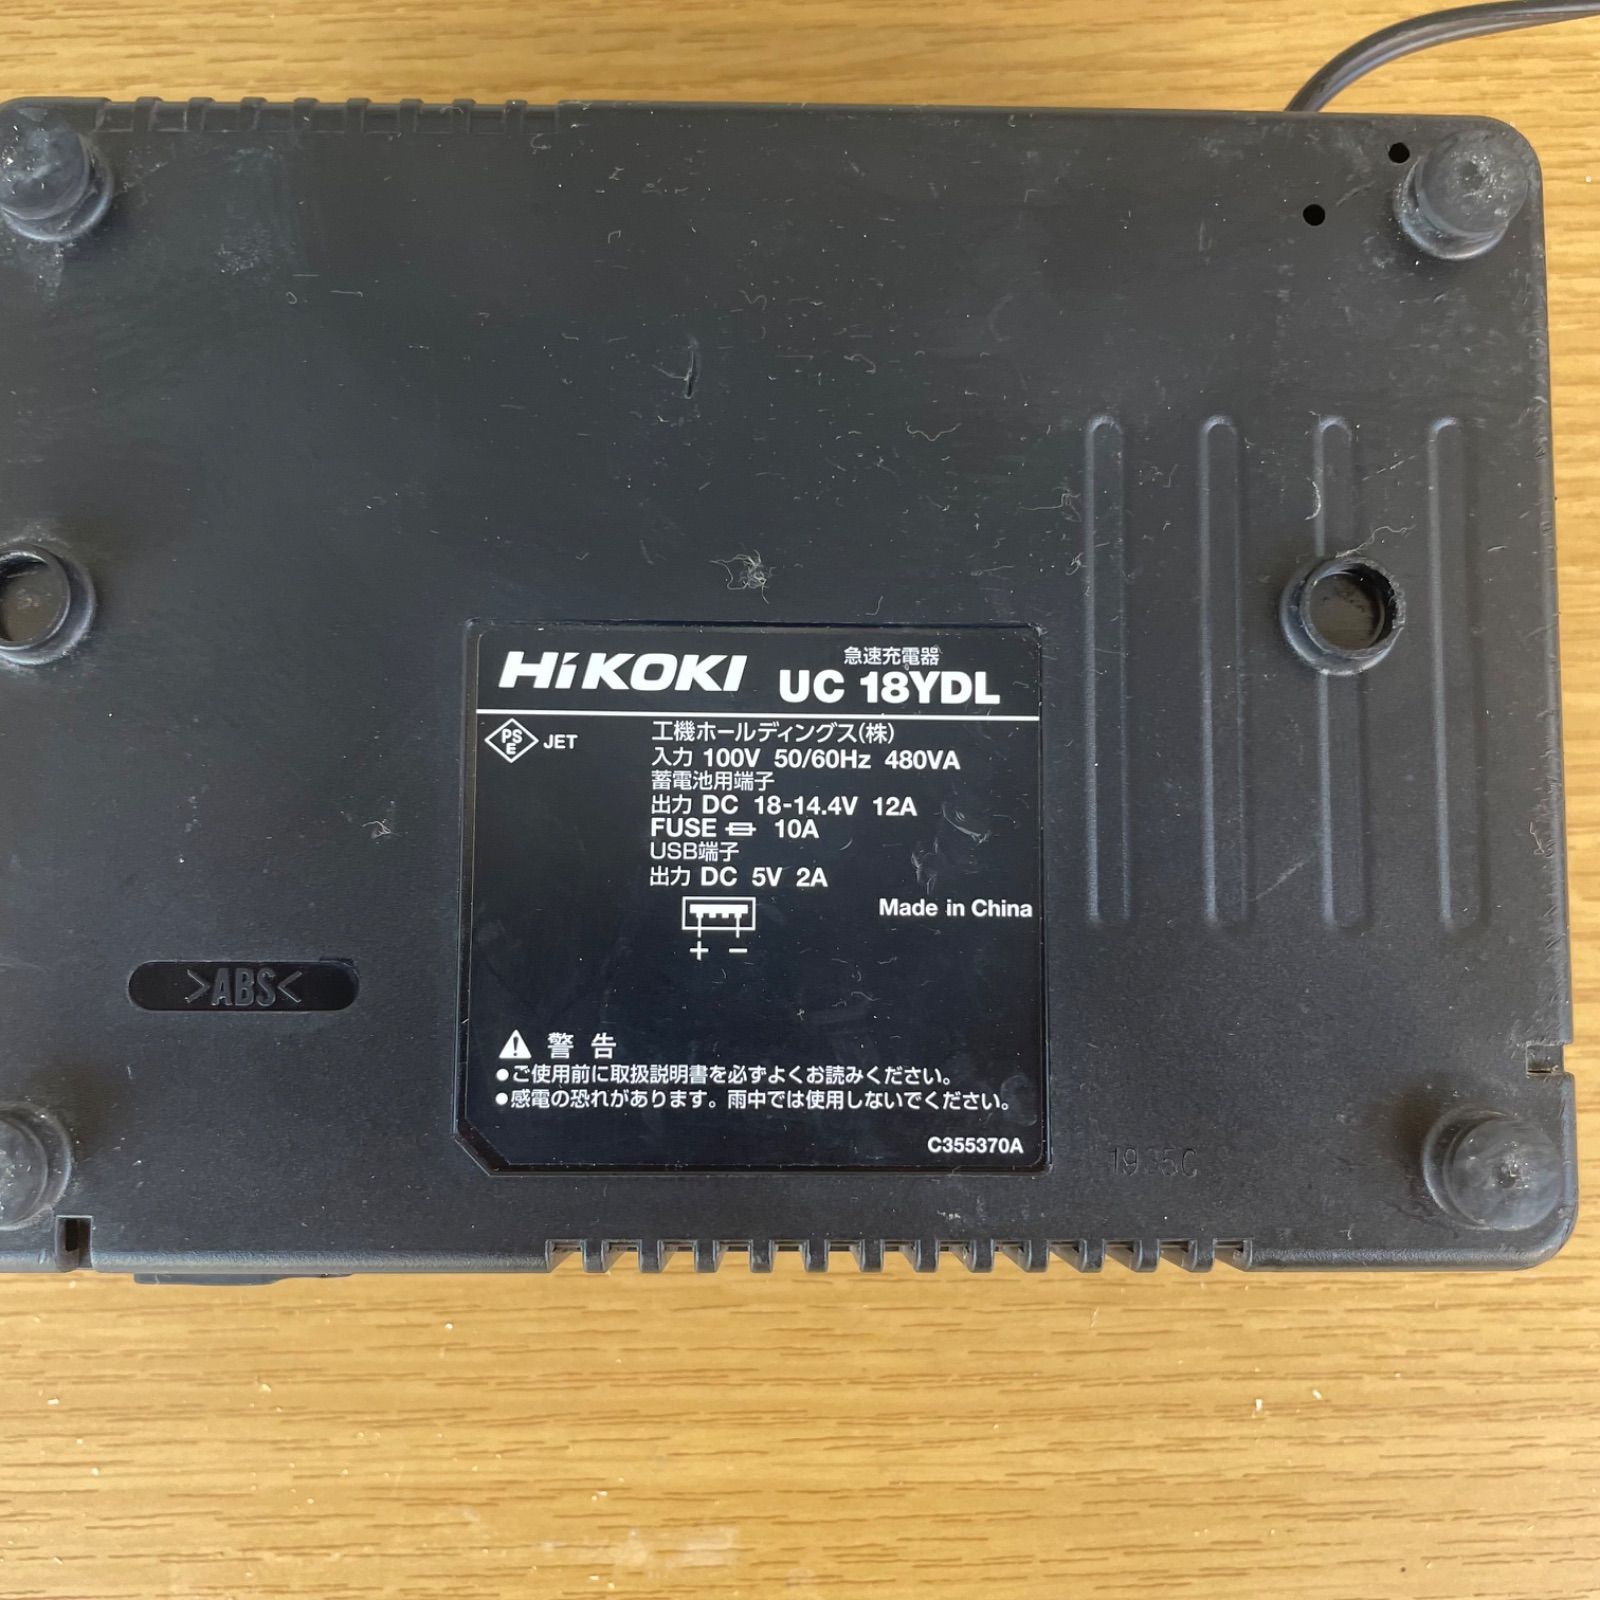 HiKOKI
急速充電器
UC 18YDL
PSE JET
工機ホールディングス(株)
入力 100V 50/60Hz 480VA
蓄電池用端子
出力 DC 18-14.4V 12A
FUSE 10A
USB端子
出力 DC 5V 2A
Made in China
+ −
>ABS<
警告
●ご使用前に取扱説明書を必ずよくお読みください。
●感電の恐れがあります。雨中では使用しないでください。
C355370A